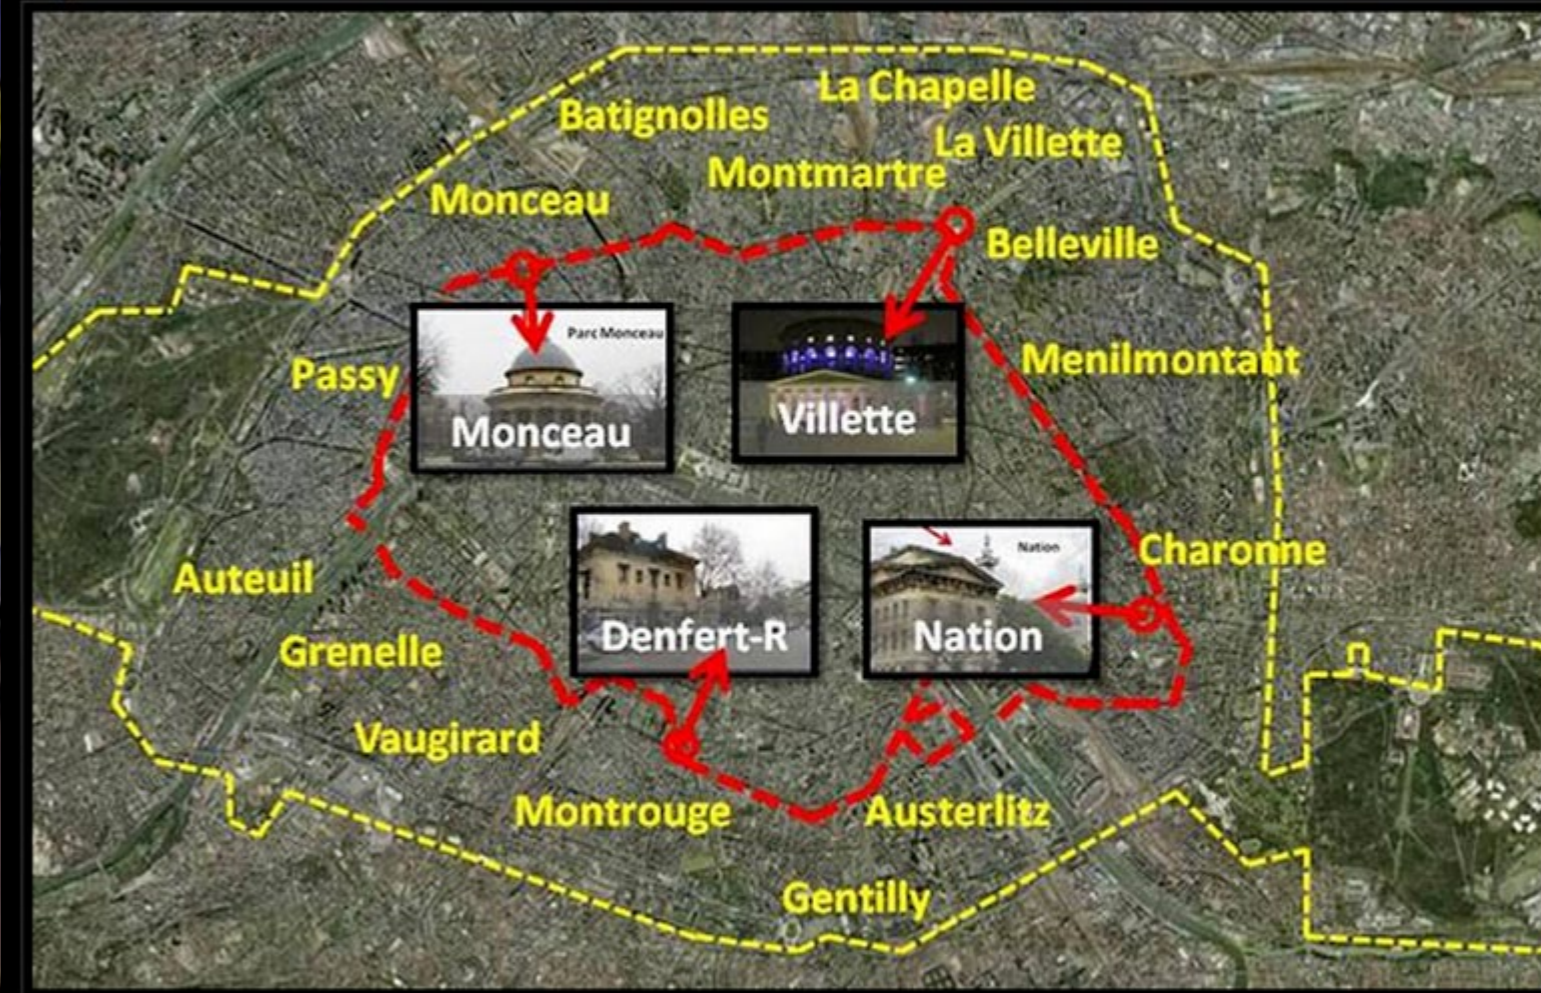 La Chapelle
Batignolles
La Villette
Montmartre
Monceau
Belleville
Parc Monceau
Menilmontant
Passy
Monceau
Villette
Nation
Charonne
Auteuil
Denfert-R
Nation
Grenelle
Vaugirard
Montrouge
Austerlitz
Gentilly